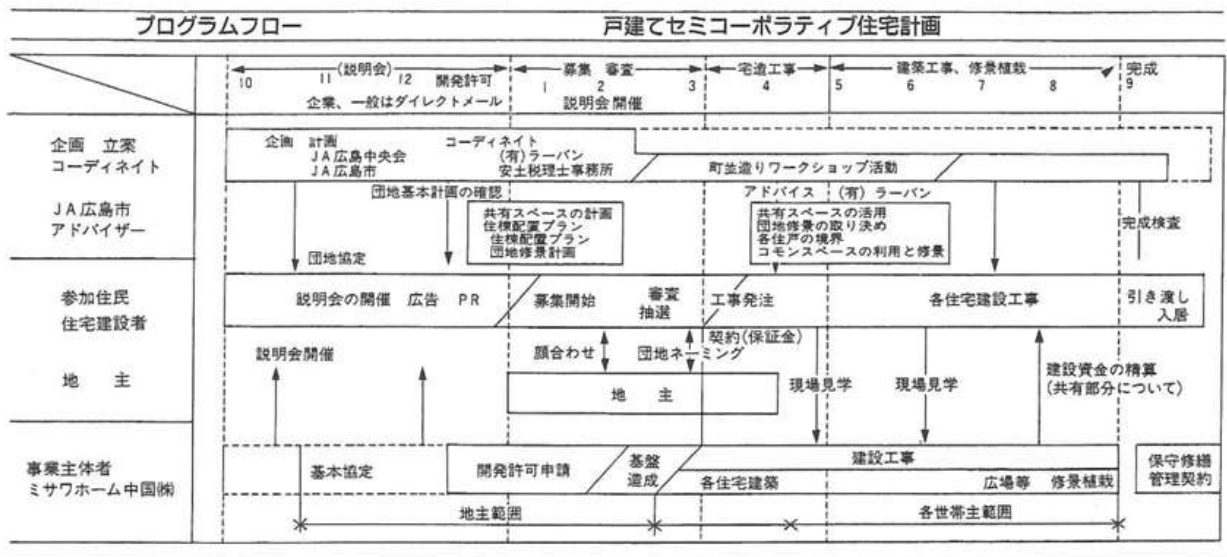 プログラムフロー
戸建てセミコーポラティブ住宅計画
(説明会)
募集 審査
宅造工事
建築工事、修景植栽
完成
10
11
12
開発許可
1
2
3
4
5
6
7
8
9
企業、一般はダイレクトメール
説明会開催
企画 立案
コーディネイト
JA広島市
アドバイザー
企画 計画
コーディネイト
JA広島中央会
(有)ラーバン
JA広島市
安土税理士事務所
町並造りワークショップ活動
団地基本計画の確認
アドバイス (有) ラーバン
共有スペースの計画
住棟配置プラン
住棟配置プラン
団地修景計画
共有スペースの活用
団地修景の取り決め
各住戸の境界
コモンスペースの利用と修景
完成検査
団地協定
参加住民
住宅建設者
地 主
説明会の開催 広告 PR
募集開始
審査
抽選
工事発注
各住宅建設工事
引き渡し
入居
契約(保証金)
説明会開催
顔合わせ
団地ネーミング
地 主
現場見学
現場見学
建設資金の精算
(共有部分について)
事業主体者
ミサワホーム中国㈱
基本協定
開発許可申請
基盤
造成
建設工事
各住宅建築
広場等 修景植栽
保守修繕
管理契約
地主範囲
各世帯主範囲